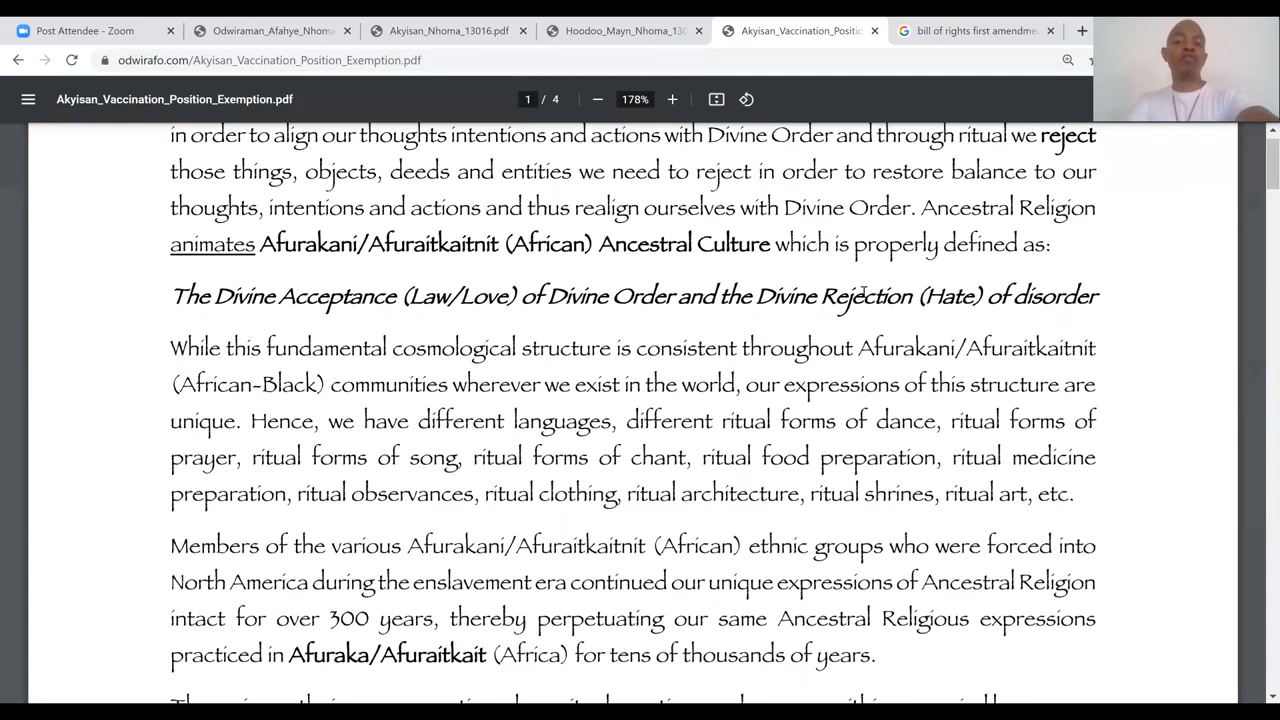 Post Attendee - Zoom
Odwiraman_Afahye_Nhoma
Akyisan_Nhoma_13016.pdf
Hoodoo_Mayn_Nhoma_130
Akyisan_Vaccination_Positio
bill of rights first amendme
odwirafo.com/Akyisan_Vaccination_Position_Exemption.pdf
Akyisan_Vaccination_Position_Exemption.pdf
1 / 4
178%
in order to align our thoughts intentions and actions with Divine Order and through ritual we reject
those things, objects, deeds and entities we need to reject in order to restore balance to our
thoughts, intentions and actions and thus realign ourselves with Divine Order. Ancestral Religion
animates Afurakani/Afuraitkaitnit (African) Ancestral Culture which is properly defined as:
The Divine Acceptance (Law/Love) of Divine Order and the Divine Rejection (Hate) of disorder
While this fundamental cosmological structure is consistent throughout Afurakani/Afuraitkaitnit
(African-Black) communities wherever we exist in the world, our expressions of this structure are
unique. Hence, we have different languages, different ritual forms of dance, ritual forms of
prayer, ritual forms of song, ritual forms of chant, ritual food preparation, ritual medicine
preparation, ritual observances, ritual clothing, ritual architecture, ritual shrines, ritual art, etc.
Members of the various Afurakani/Afuraitkaitnit (African) ethnic groups who were forced into
North America during the enslavement era continued our unique expressions of Ancestral Religion
intact for over 300 years, thereby perpetuating our same Ancestral Religious expressions
practiced in Afuraka/Afuraitkait (Africa) for tens of thousands of years.